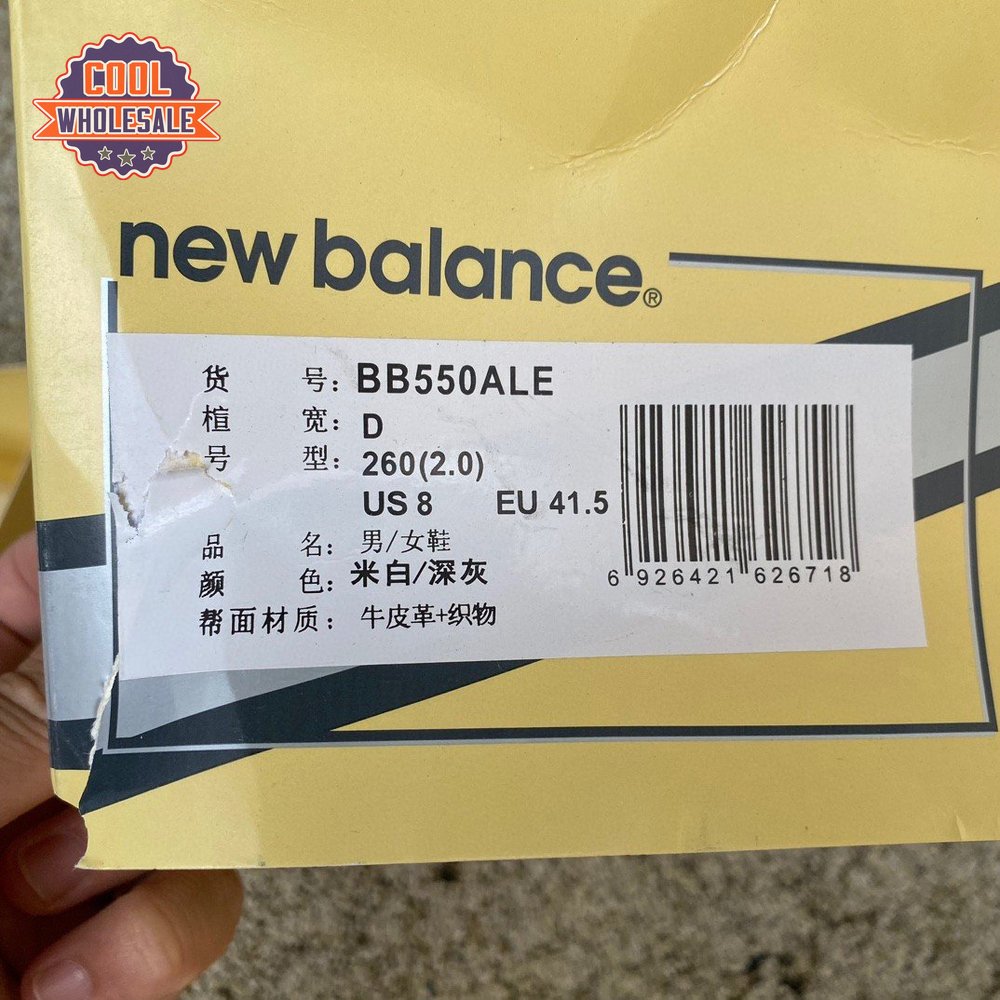 COOL
WHOLESALE
new balance®
货 号: BB550ALE
楦 宽: D
号 型: 260(2.0)
US 8 EU 41.5
品 名: 男/女鞋
颜 色: 米白/深灰
帮面材质: 牛皮革+织物
6 926421 626718